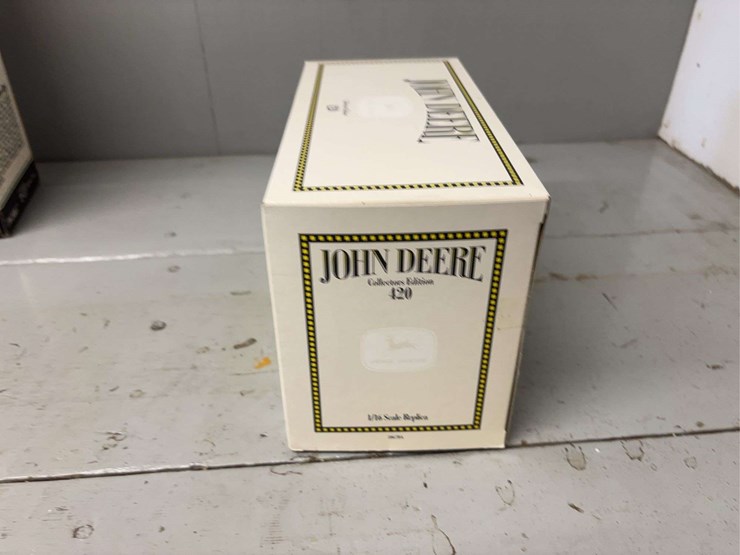 JOHN DEERE
JOHN DEERE
Collectors Edition
420
1/16 Scale Replica